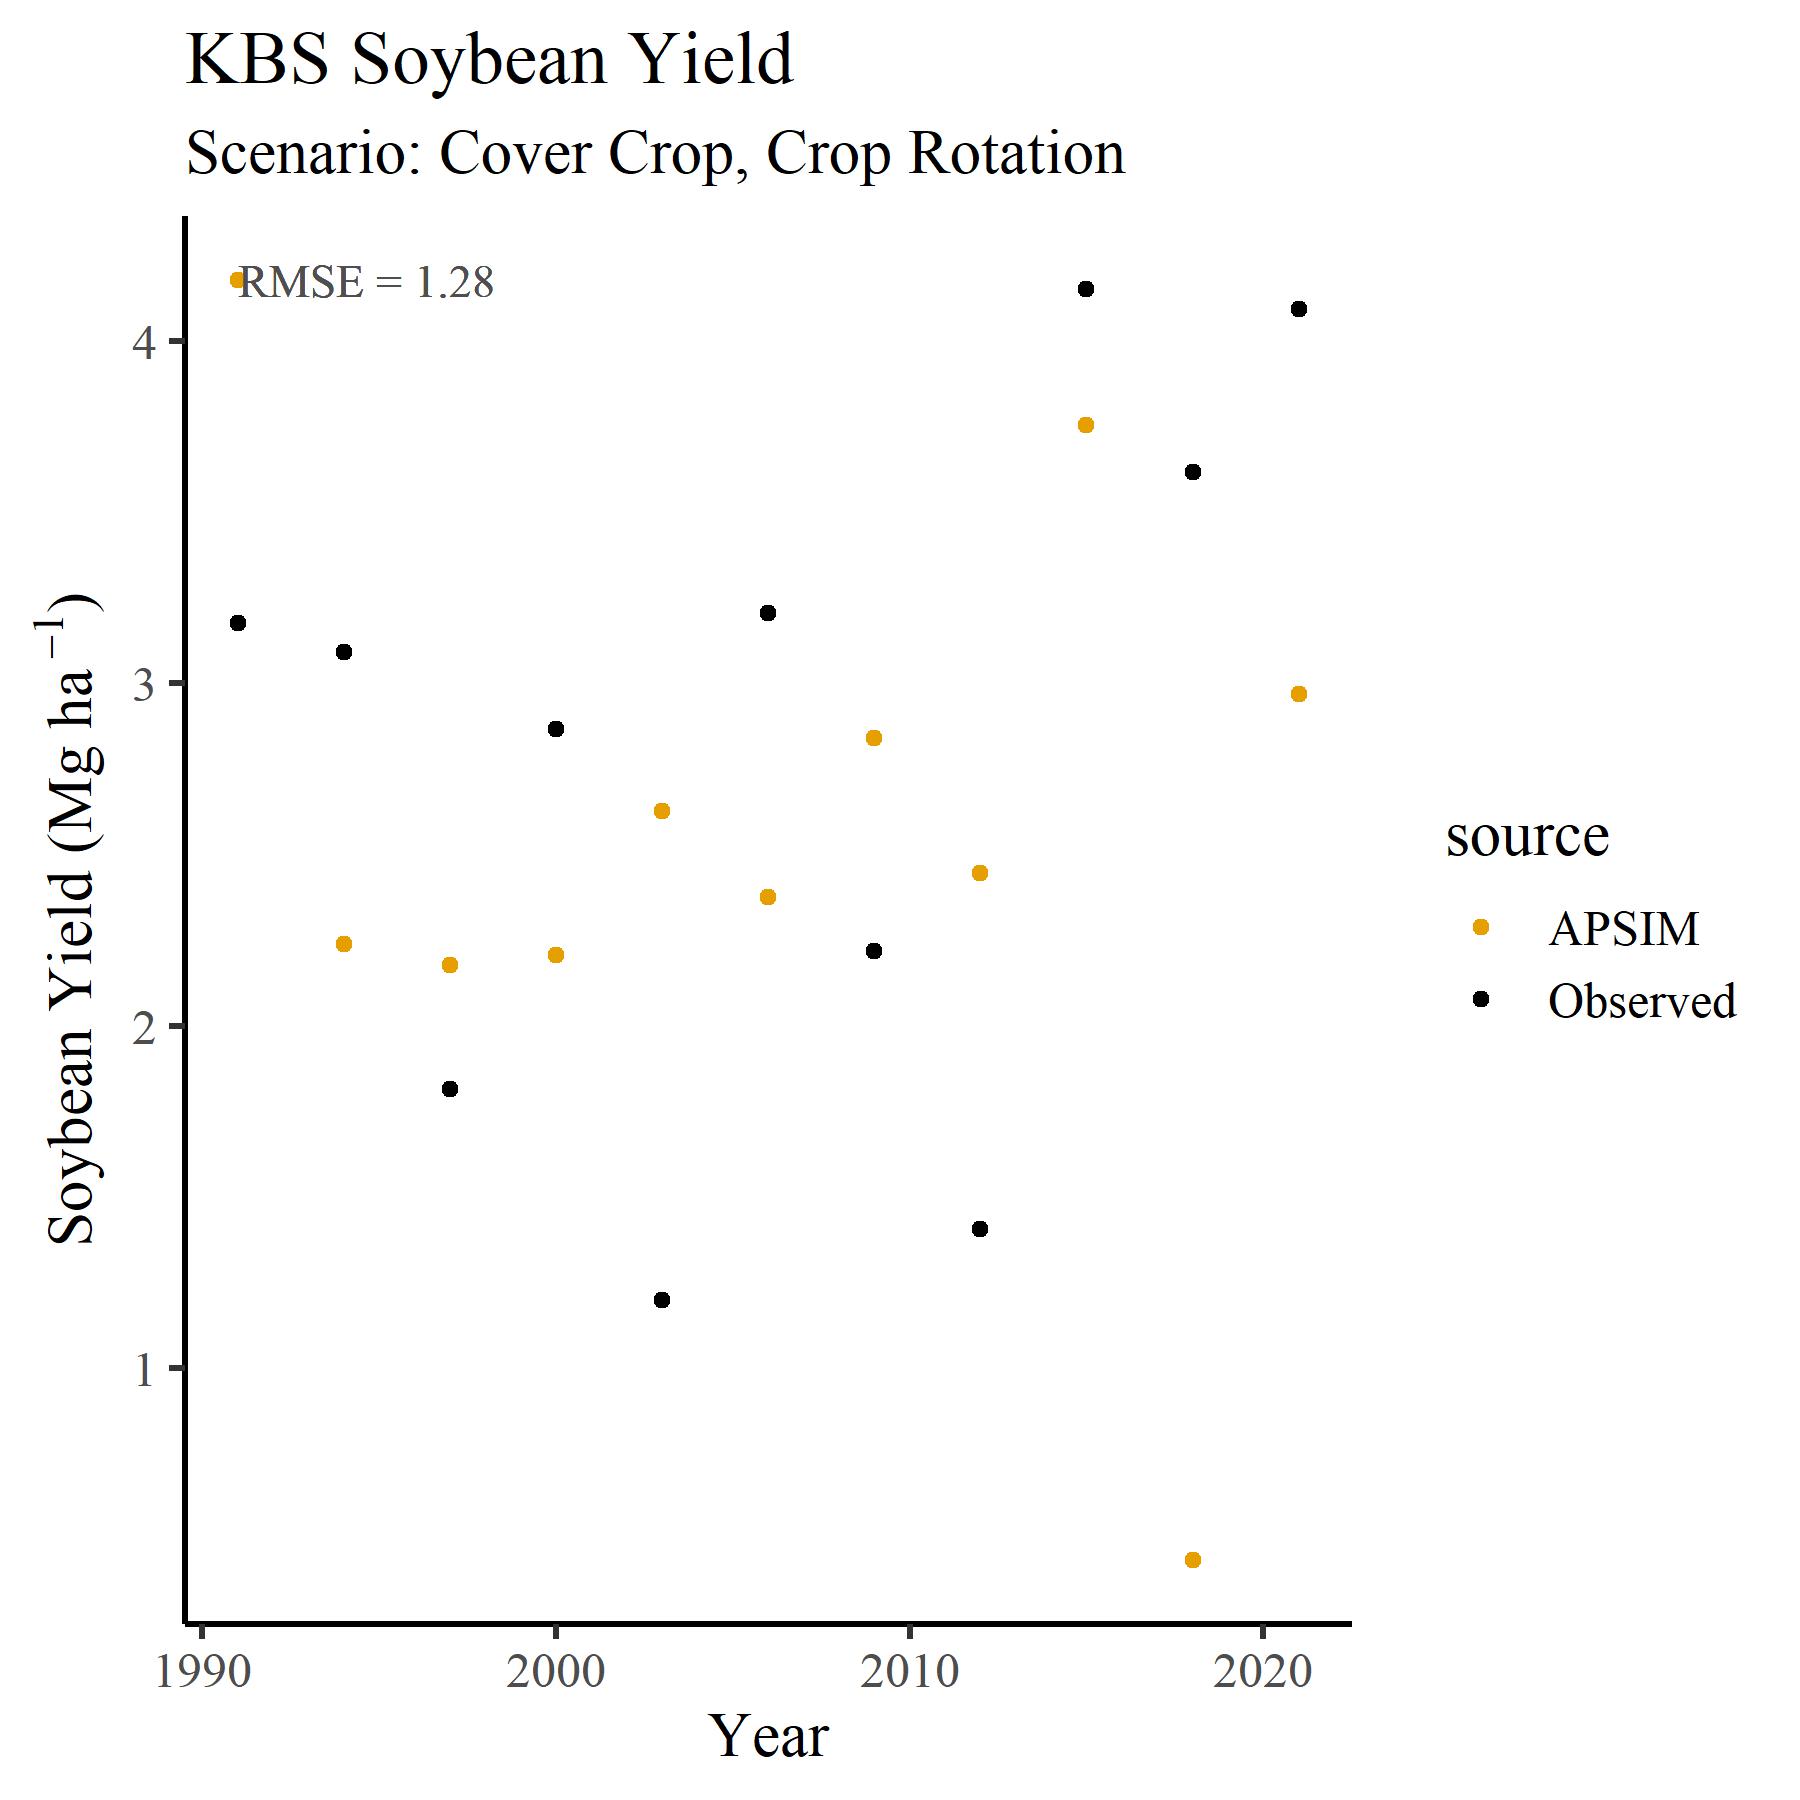 KBS Soybean Yield
Scenario: Cover Crop, Crop Rotation
RMSE = 1.28
4
3
2
1
Soybean Yield (Mg ha⁻¹)
1990 2000 2010 2020
Year
source
APSIM
Observed